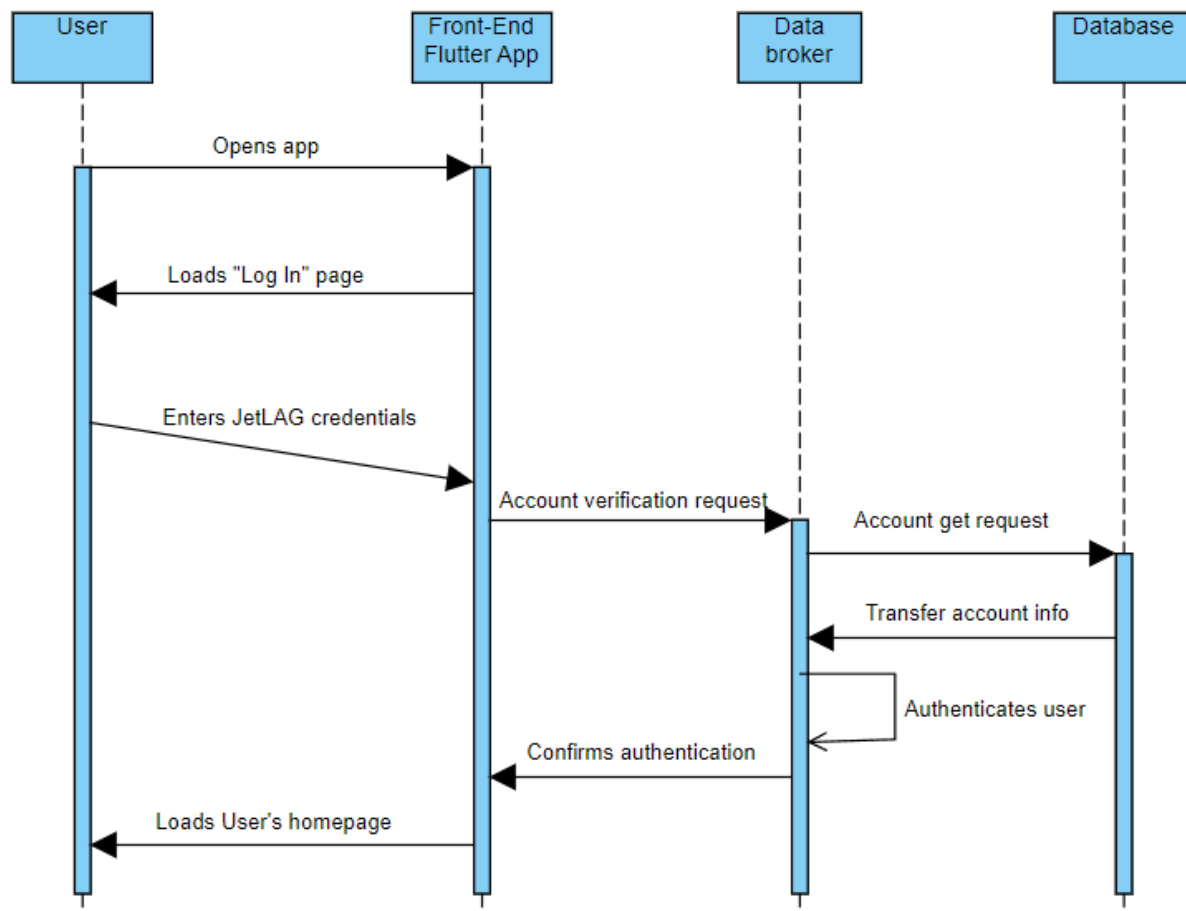 User
Front-End
Flutter App
Data
broker
Database
Opens app
Loads "Log In" page
Enters JetLAG credentials
Account verification request
Account get request
Transfer account info
Authenticates user
Confirms authentication
Loads User's homepage